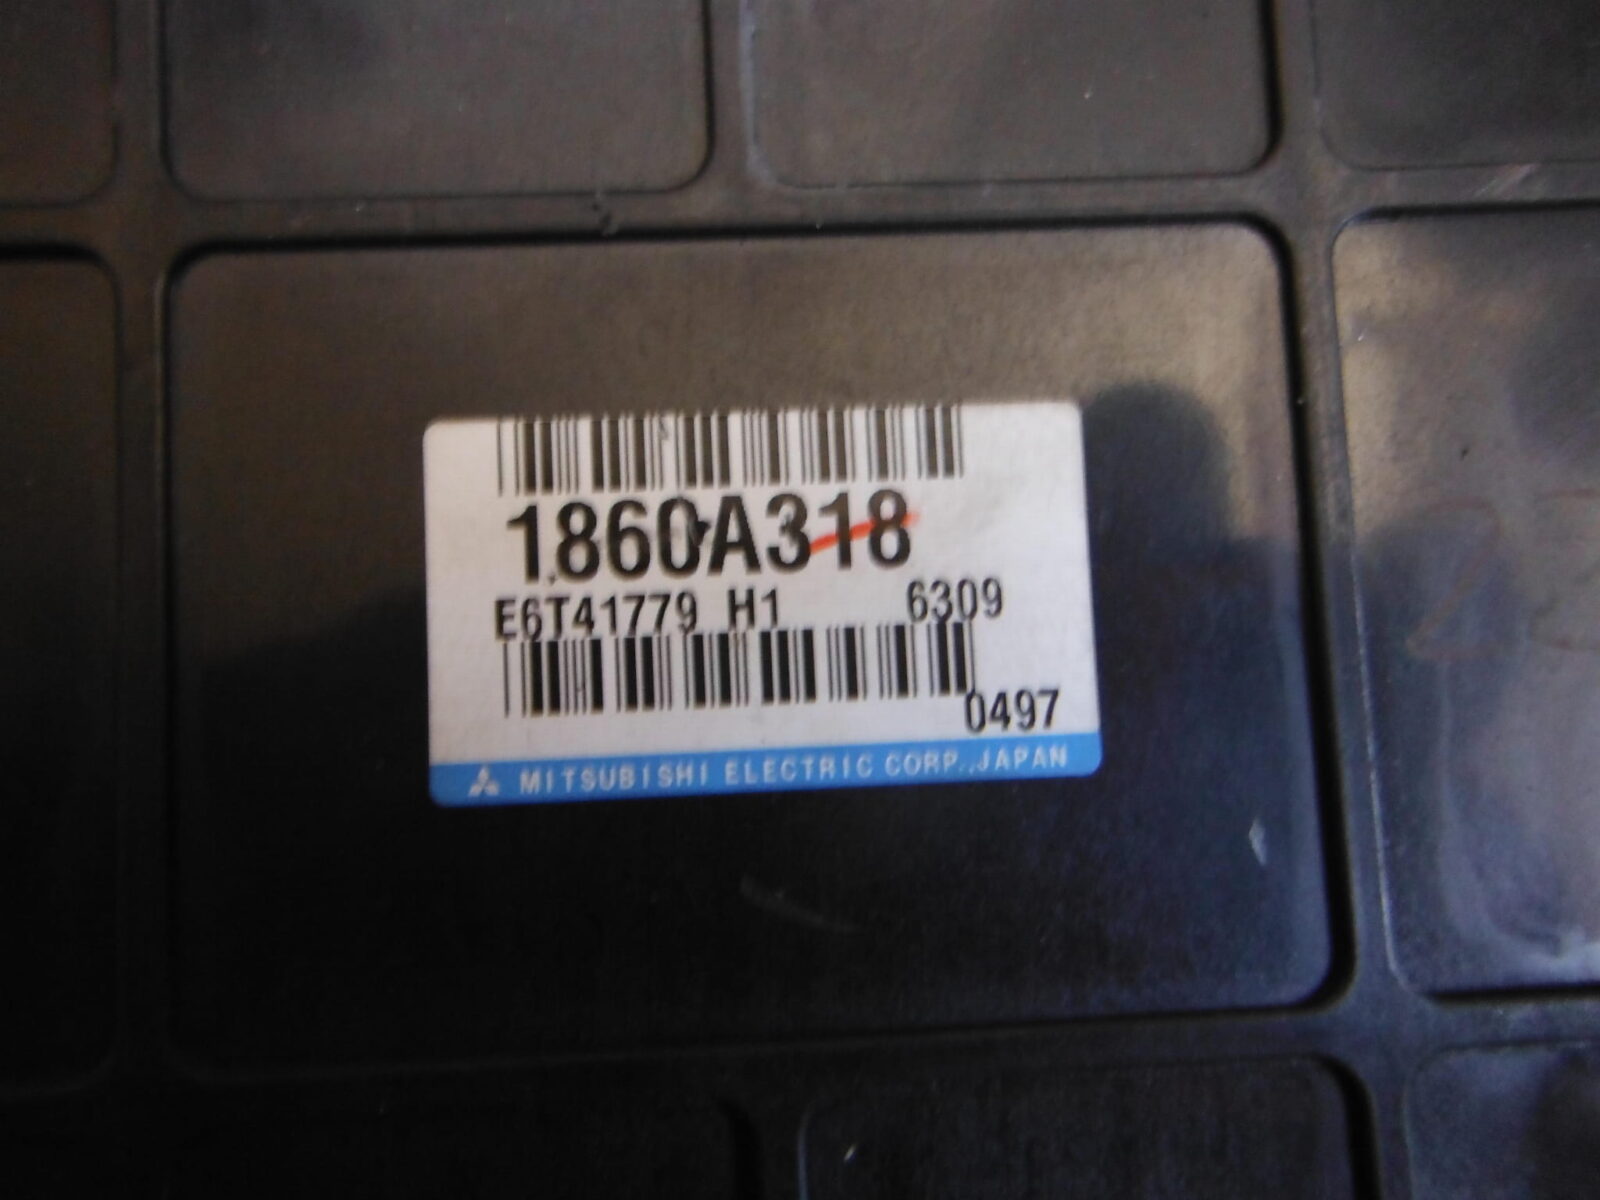 1860A318
E6T41779 H1 6309
0497
MITSUBISHI ELECTRIC CORP., JAPAN